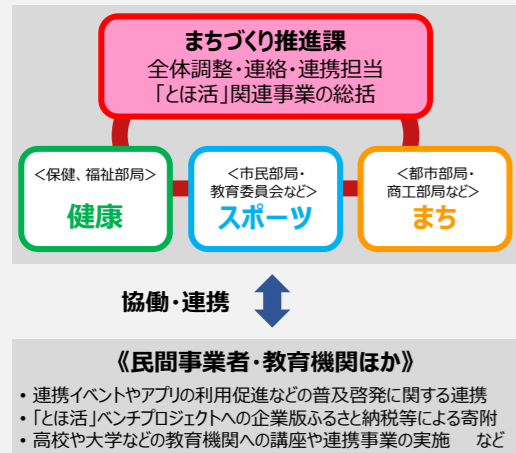 まちづくり推進課
全体調整・連絡・連携担当
「とほ活」関連事業の総括
<保健、福祉部局>
健康
<市民部局・
教育委員会など>
スポーツ
<都市部局・
商工部局など>
まち
協働・連携
《民間事業者・教育機関ほか》
・連携イベントやアプリの利用促進などの普及啓発に関する連携
・「とほ活」ベンチプロジェクトへの企業版ふるさと納税等による寄附
・高校や大学などの教育機関への講座や連携事業の実施　など